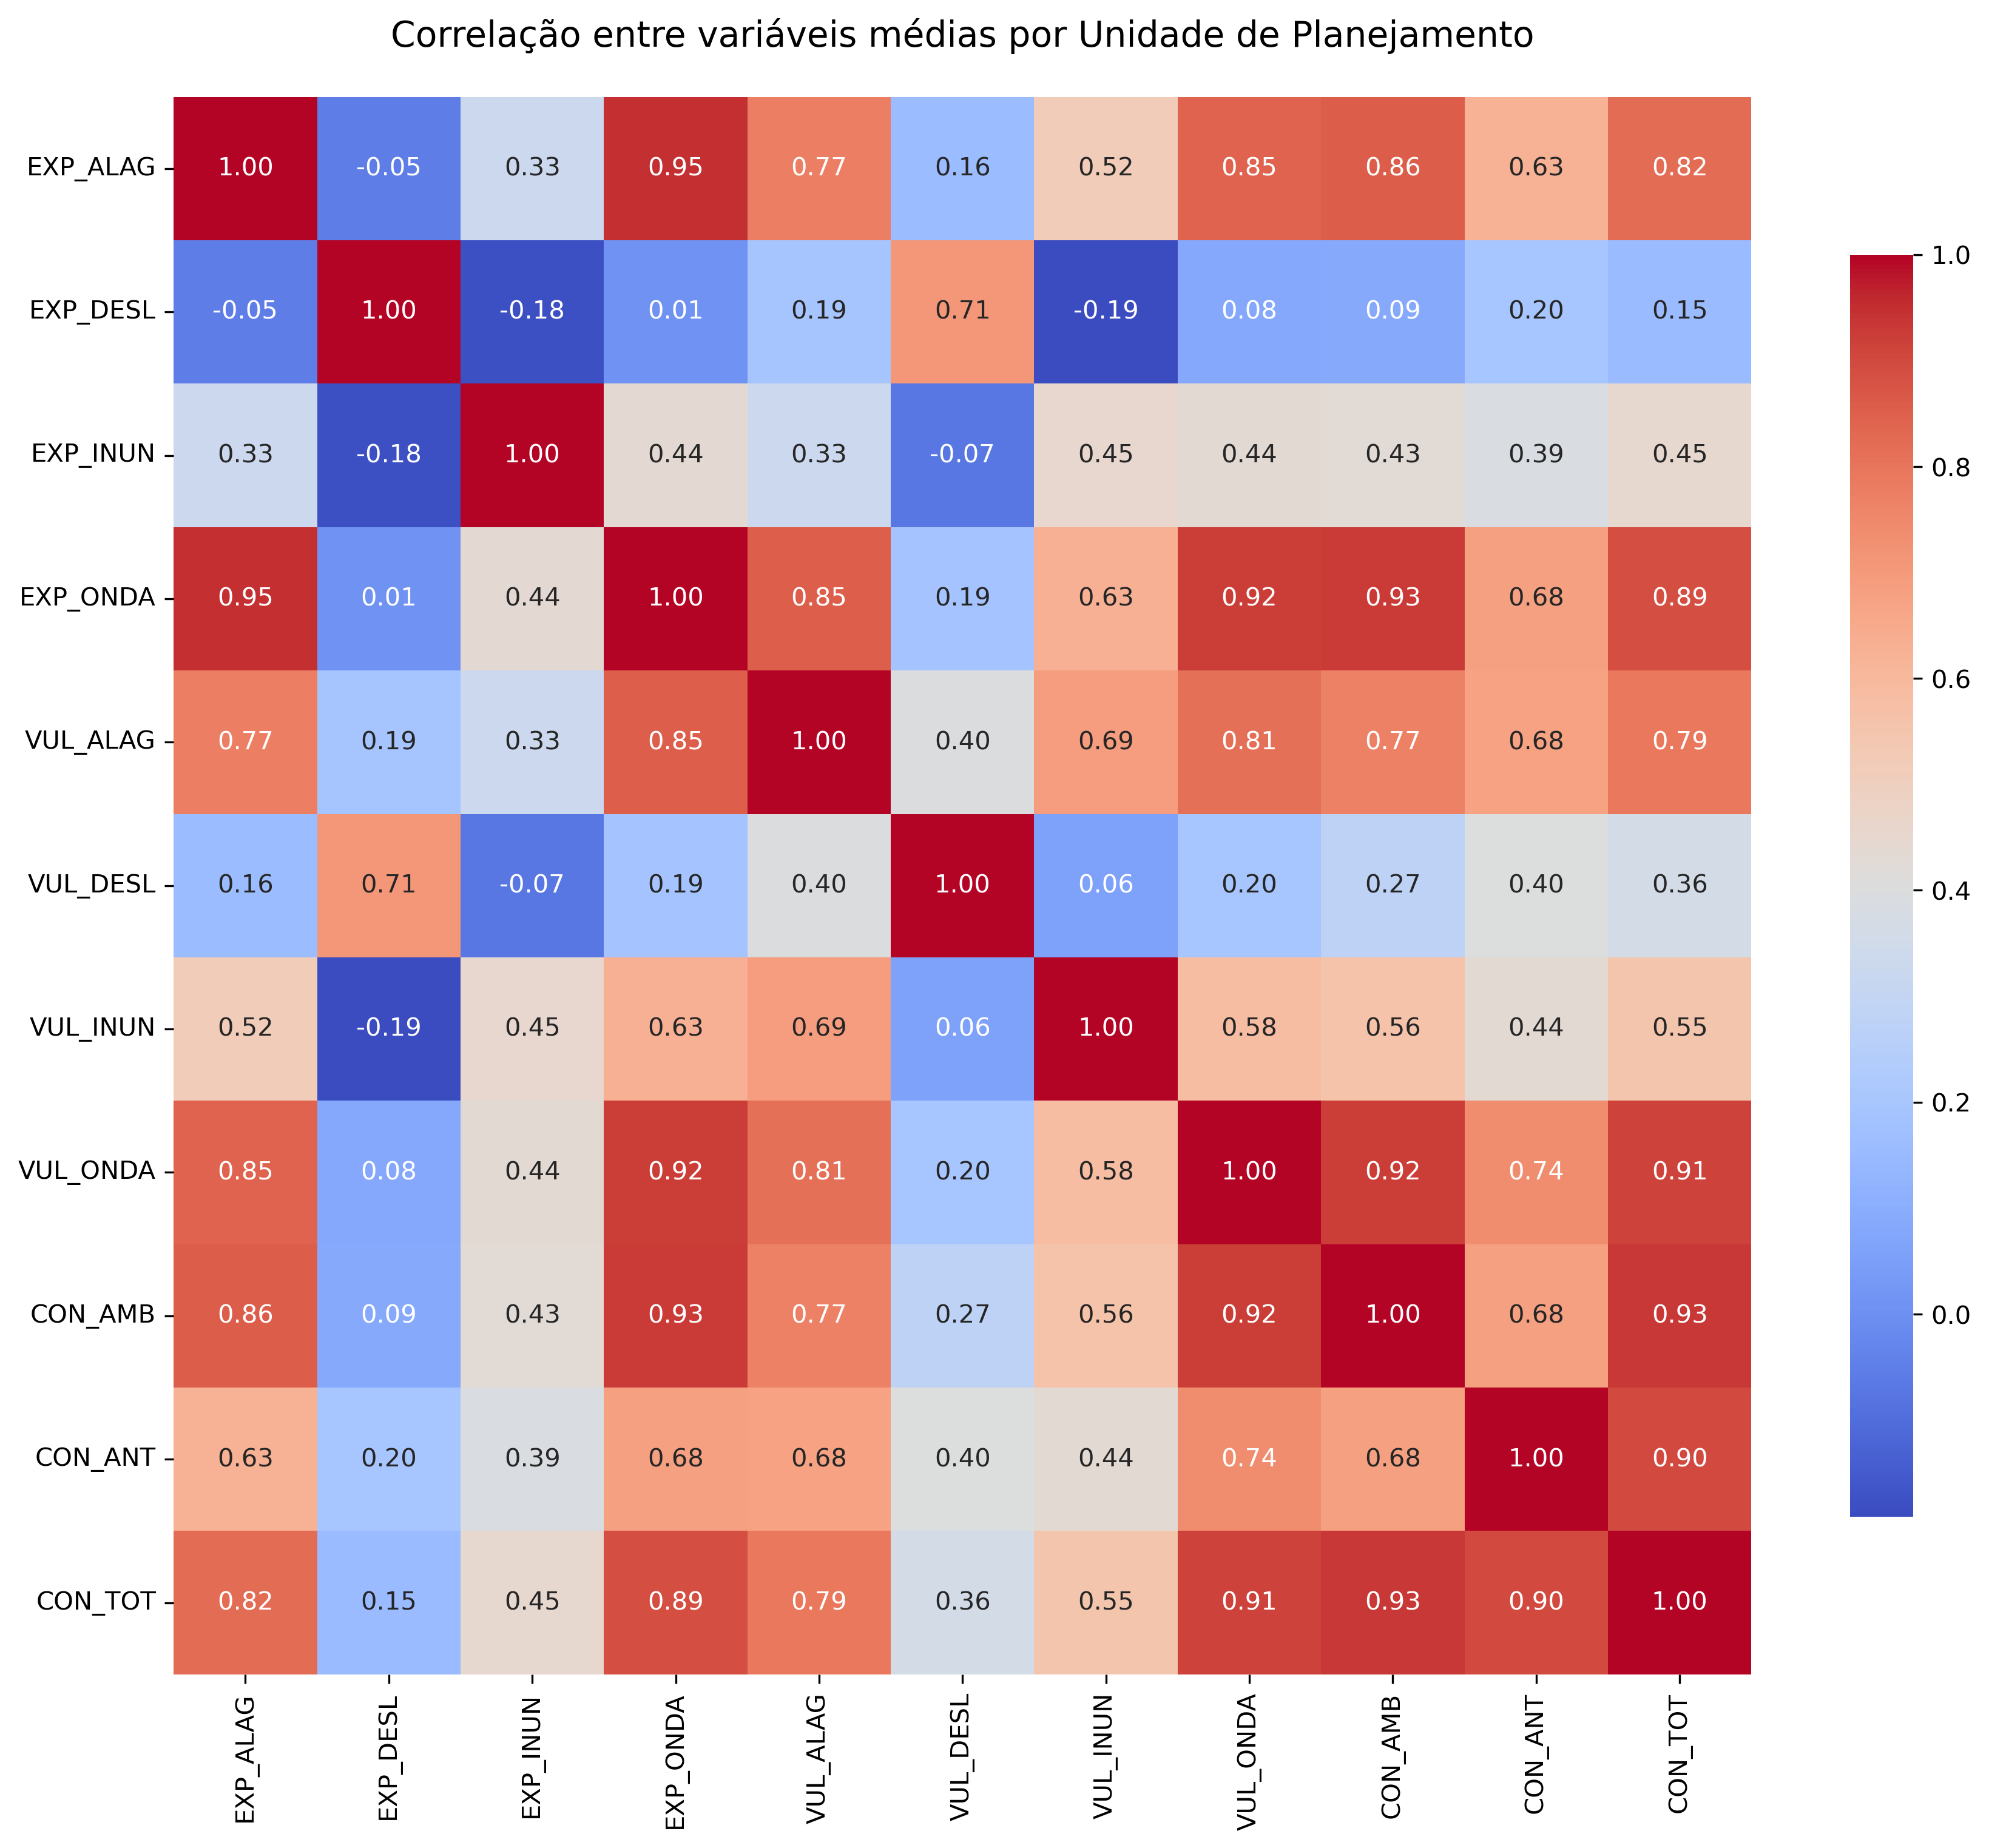 Correlação entre variáveis médias por Unidade de Planejamento
EXP_ALAG 1.00 -0.05 0.33 0.95 0.77 0.16 0.52 0.85 0.86 0.63 0.82
EXP_DESL -0.05 1.00 -0.18 0.01 0.19 0.71 -0.19 0.08 0.09 0.20 0.15
EXP_INUN 0.33 -0.18 1.00 0.44 0.33 -0.07 0.45 0.44 0.43 0.39 0.45
EXP_ONDA 0.95 0.01 0.44 1.00 0.85 0.19 0.63 0.92 0.93 0.68 0.89
VUL_ALAG 0.77 0.19 0.33 0.85 1.00 0.40 0.69 0.81 0.77 0.68 0.79
VUL_DESL 0.16 0.71 -0.07 0.19 0.40 1.00 0.06 0.20 0.27 0.40 0.36
VUL_INUN 0.52 -0.19 0.45 0.63 0.69 0.06 1.00 0.58 0.56 0.44 0.55
VUL_ONDA 0.85 0.08 0.44 0.92 0.81 0.20 0.58 1.00 0.92 0.74 0.91
CON_AMB 0.86 0.09 0.43 0.93 0.77 0.27 0.56 0.92 1.00 0.68 0.93
CON_ANT 0.63 0.20 0.39 0.68 0.68 0.40 0.44 0.74 0.68 1.00 0.90
CON_TOT 0.82 0.15 0.45 0.89 0.79 0.36 0.55 0.91 0.93 0.90 1.00
EXP_ALAG EXP_DESL EXP_INUN EXP_ONDA VUL_ALAG VUL_DESL VUL_INUN VUL_ONDA CON_AMB CON_ANT CON_TOT
1.0
0.8
0.6
0.4
0.2
0.0